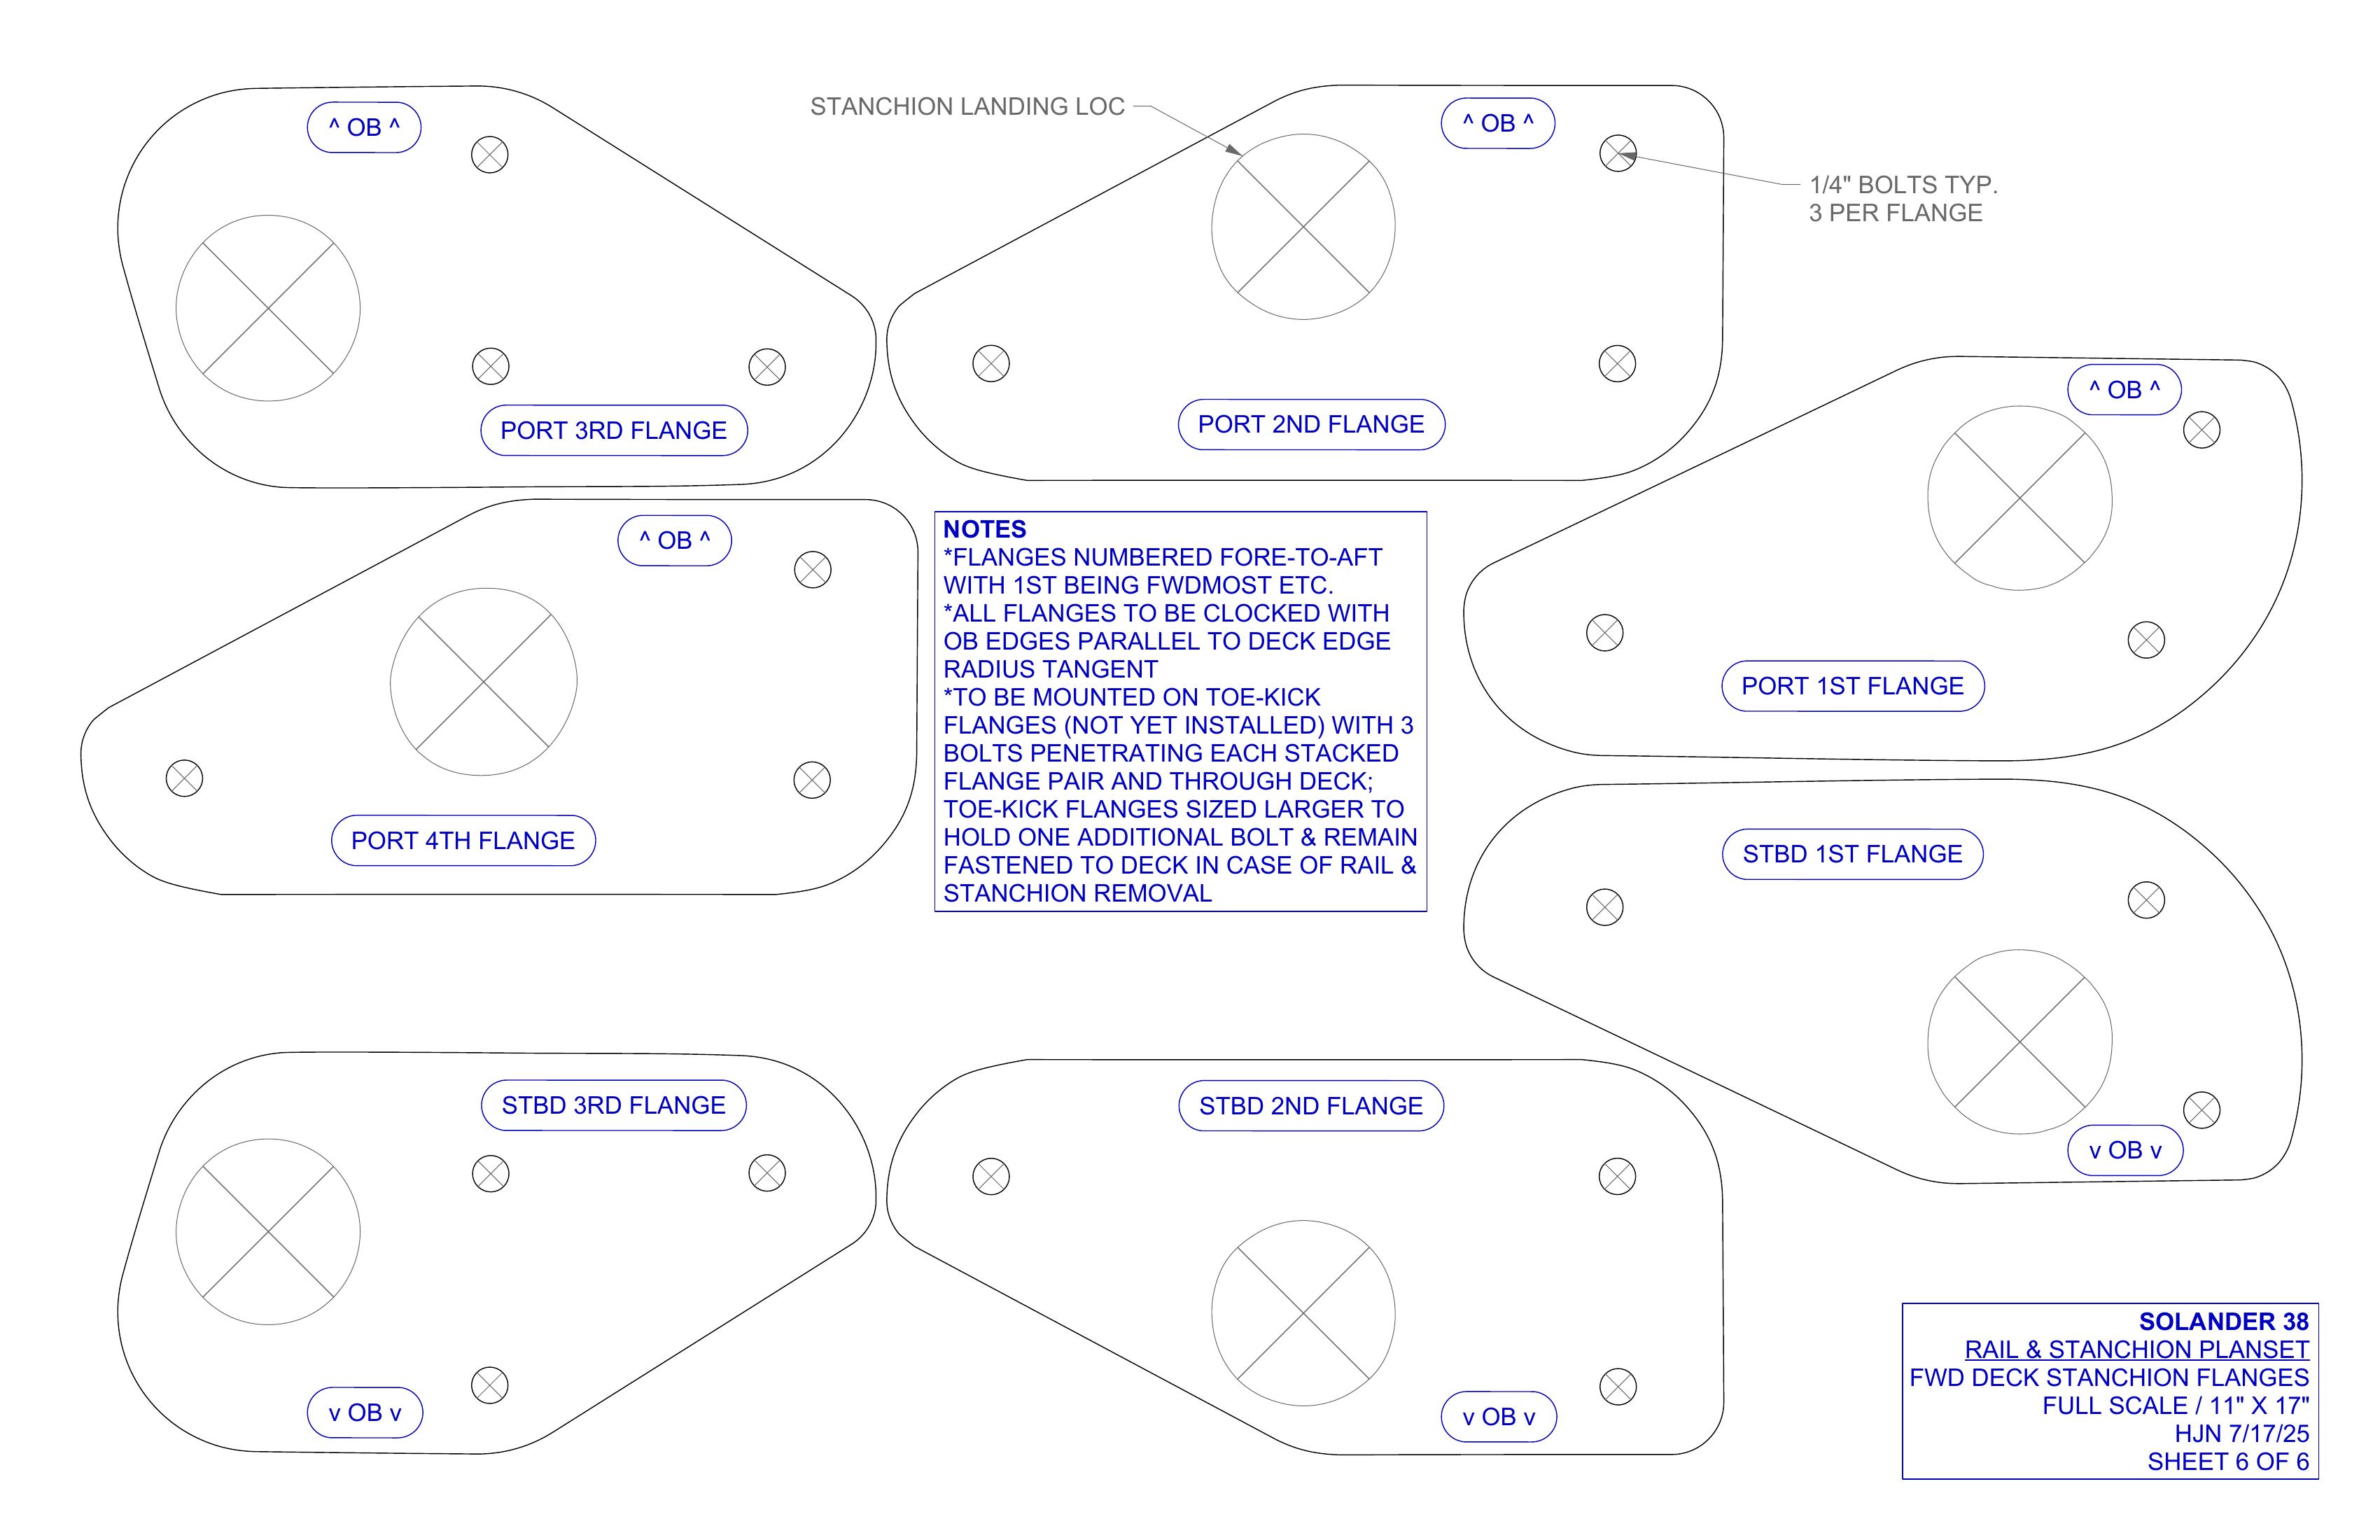 ^ OB ^
STANCHION LANDING LOC
^ OB ^
1/4" BOLTS TYP.
3 PER FLANGE
PORT 3RD FLANGE
PORT 2ND FLANGE
^ OB ^
^ OB ^
PORT 1ST FLANGE
PORT 4TH FLANGE
NOTES
*FLANGES NUMBERED FORE-TO-AFT
WITH 1ST BEING FWDMOST ETC.
*ALL FLANGES TO BE CLOCKED WITH
OB EDGES PARALLEL TO DECK EDGE
RADIUS TANGENT
*TO BE MOUNTED ON TOE-KICK
FLANGES (NOT YET INSTALLED) WITH 3
BOLTS PENETRATING EACH STACKED
FLANGE PAIR AND THROUGH DECK;
TOE-KICK FLANGES SIZED LARGER TO
HOLD ONE ADDITIONAL BOLT & REMAIN
FASTENED TO DECK IN CASE OF RAIL &
STANCHION REMOVAL
STBD 1ST FLANGE
v OB v
STBD 3RD FLANGE
STBD 2ND FLANGE
v OB v
v OB v
SOLANDER 38
RAIL & STANCHION PLANSET
FWD DECK STANCHION FLANGES
FULL SCALE / 11" X 17"
HJN 7/17/25
SHEET 6 OF 6